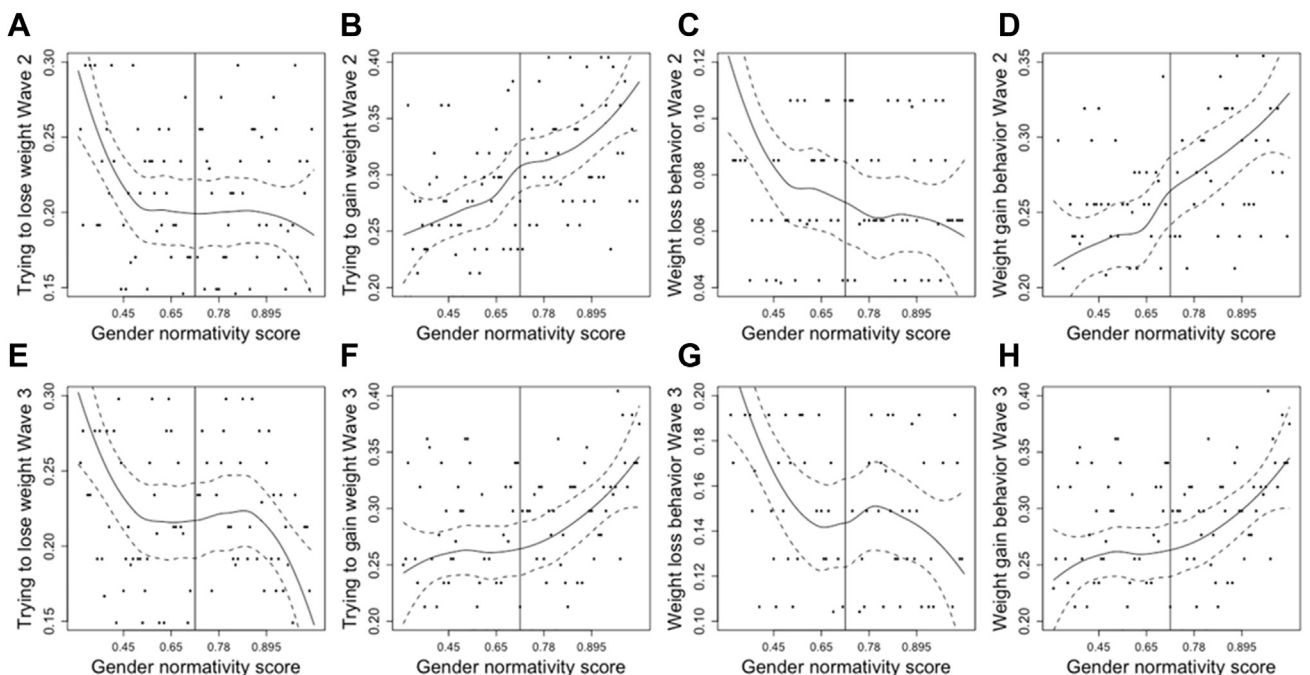 A
Trying to lose weight Wave 2
0.30
0.25
0.20
0.15
0.45 0.65 0.78 0.895
Gender normativity score
B
Trying to gain weight Wave 2
0.40
0.35
0.30
0.25
0.20
0.45 0.65 0.78 0.895
Gender normativity score
C
Weight loss behavior Wave 2
0.12
0.10
0.08
0.06
0.04
0.45 0.65 0.78 0.895
Gender normativity score
D
Weight gain behavior Wave 2
0.35
0.30
0.25
0.20
0.45 0.65 0.78 0.895
Gender normativity score
E
Trying to lose weight Wave 3
0.30
0.25
0.20
0.15
0.45 0.65 0.78 0.895
Gender normativity score
F
Trying to gain weight Wave 3
0.40
0.35
0.30
0.25
0.20
0.45 0.65 0.78 0.895
Gender normativity score
G
Weight loss behavior Wave 3
0.20
0.18
0.16
0.14
0.12
0.10
0.45 0.65 0.78 0.895
Gender normativity score
H
Weight gain behavior Wave 3
0.40
0.35
0.30
0.25
0.20
0.45 0.65 0.78 0.895
Gender normativity score